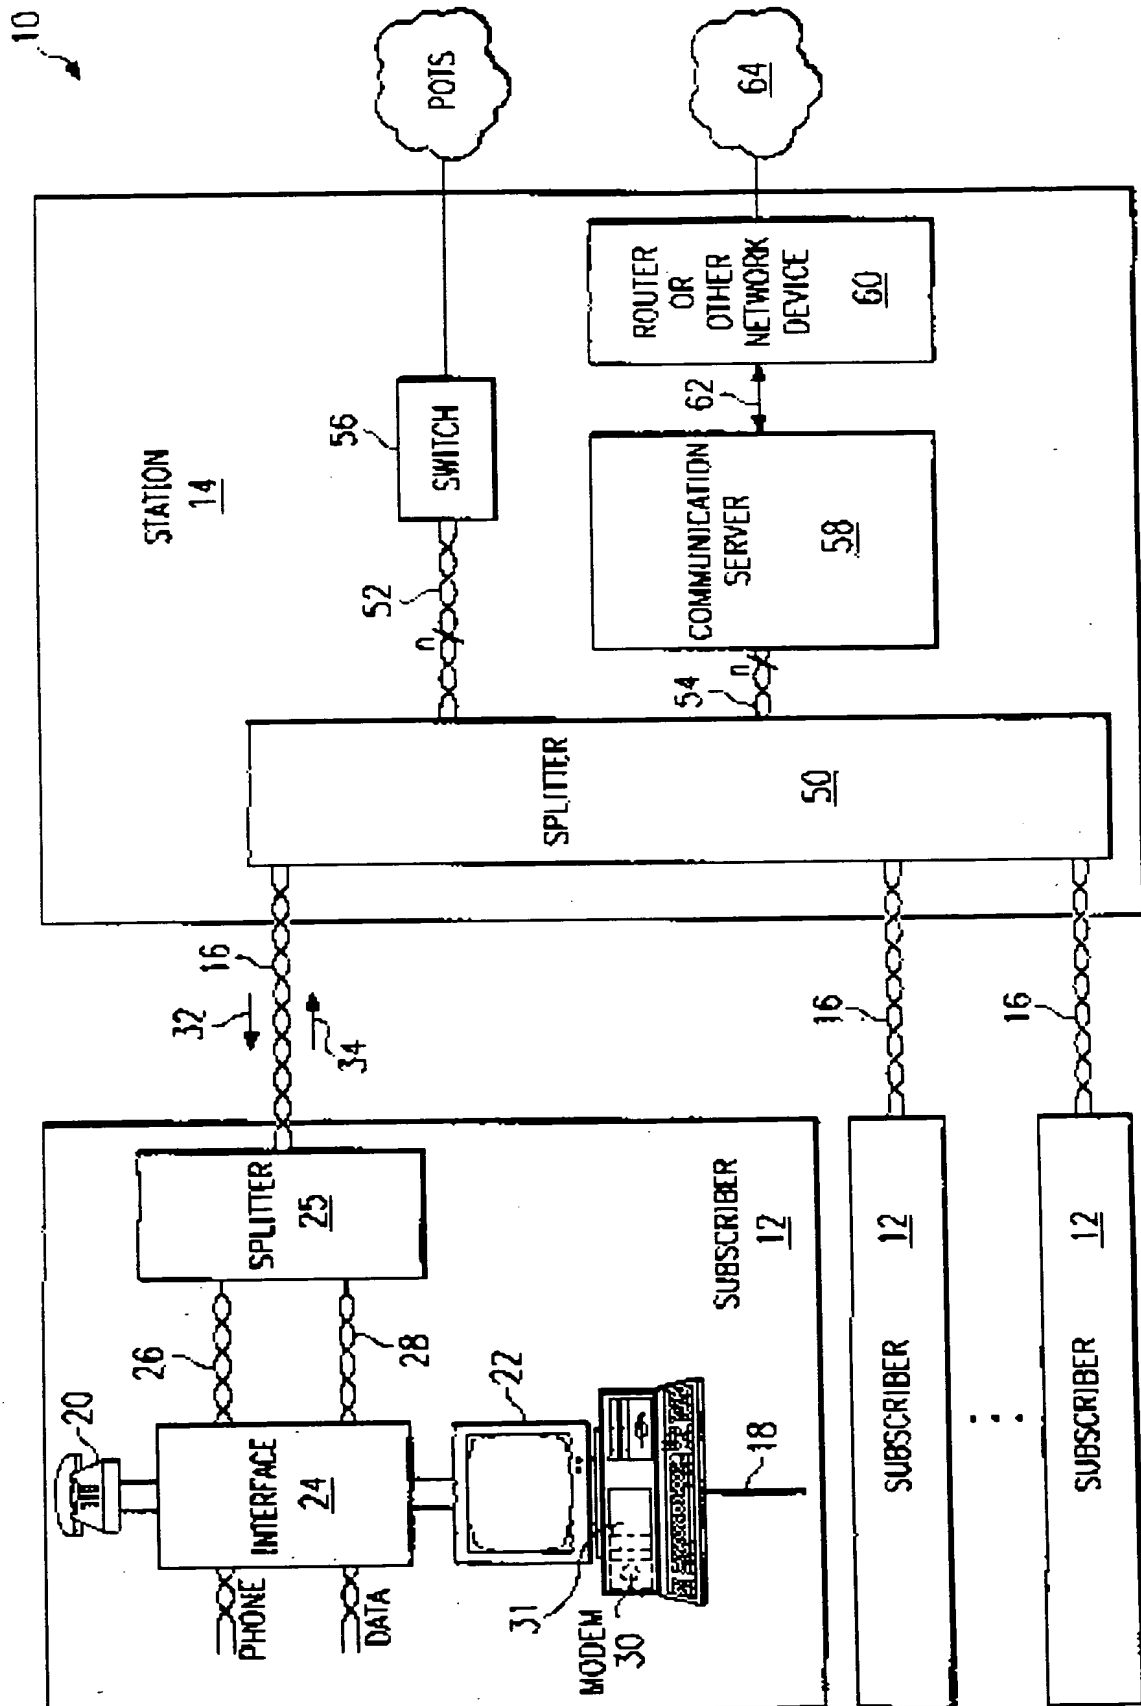 10
POTS
64
STATION
14
56
SWITCH
52
n
ROUTER
OR
OTHER
NETWORK
DEVICE
60
62
COMMUNICATION
SERVER
58
n
54
SPLITTER
50
32
16
34
16
16
SPLITTER
25
26
28
20
INTERFACE
24
PHONE
DATA
22
31
MODEM
30
18
SUBSCRIBER
12
SUBSCRIBER
12
SUBSCRIBER
12